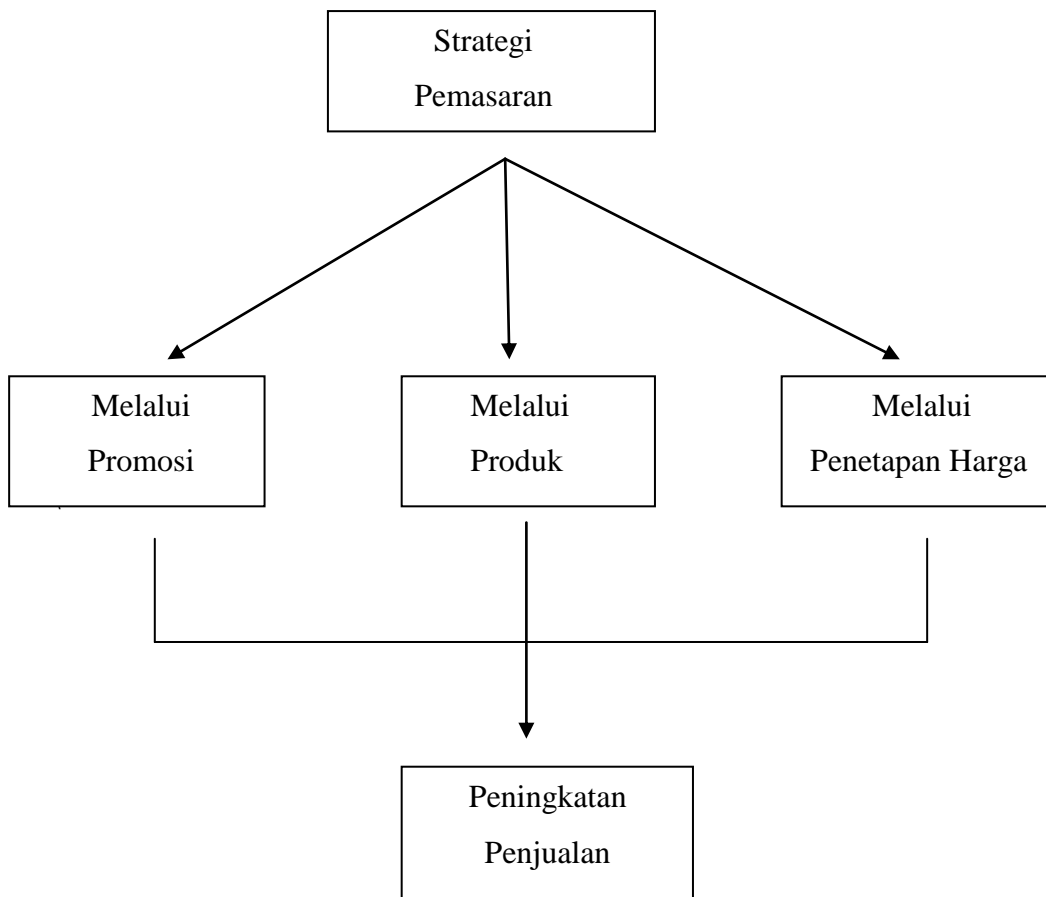 Strategi
Pemasaran
Melalui
Promosi
Melalui
Produk
Melalui
Penetapan Harga
Peningkatan
Penjualan